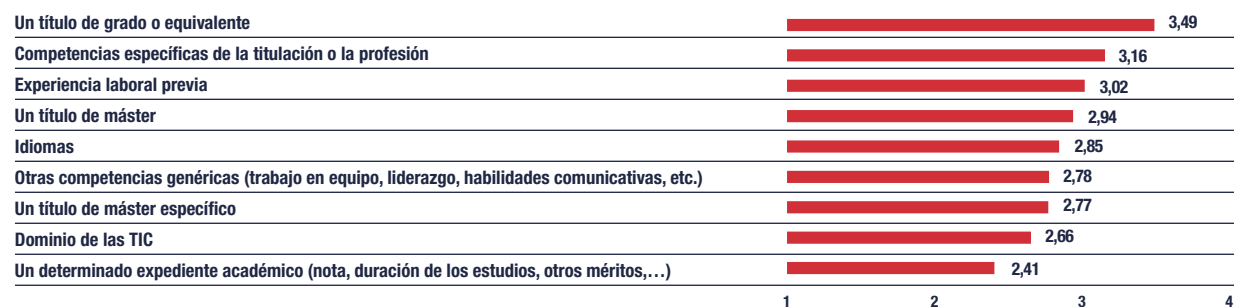 Un título de grado o equivalente 3,49
Competencias específicas de la titulación o la profesión 3,16
Experiencia laboral previa 3,02
Un título de máster 2,94
Idiomas 2,85
Otras competencias genéricas (trabajo en equipo, liderazgo, habilidades comunicativas, etc.) 2,78
Un título de máster específico 2,77
Dominio de las TIC 2,66
Un determinado expediente académico (nota, duración de los estudios, otros méritos,…) 2,41
1 2 3 4